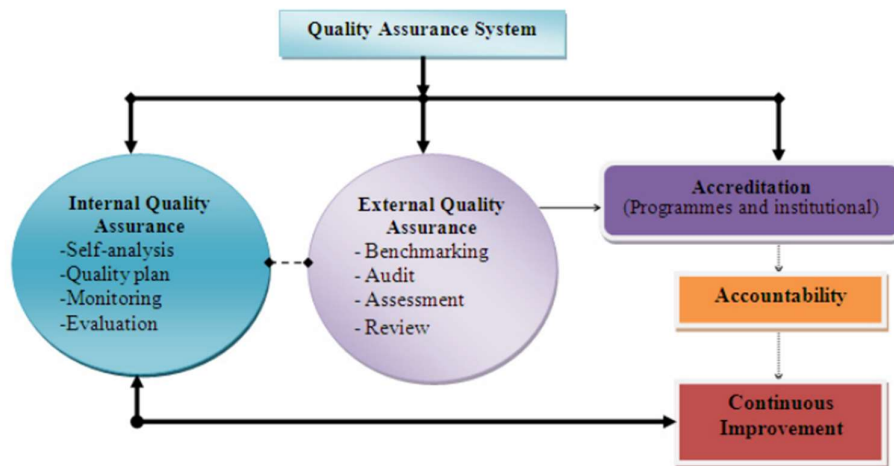 Quality Assurance System
Internal Quality
Assurance
-Self-analysis
-Quality plan
-Monitoring
-Evaluation
External Quality
Assurance
- Benchmarking
- Audit
- Assessment
- Review
Accreditation
(Programmes and institutional)
Accountability
Continuous
Improvement